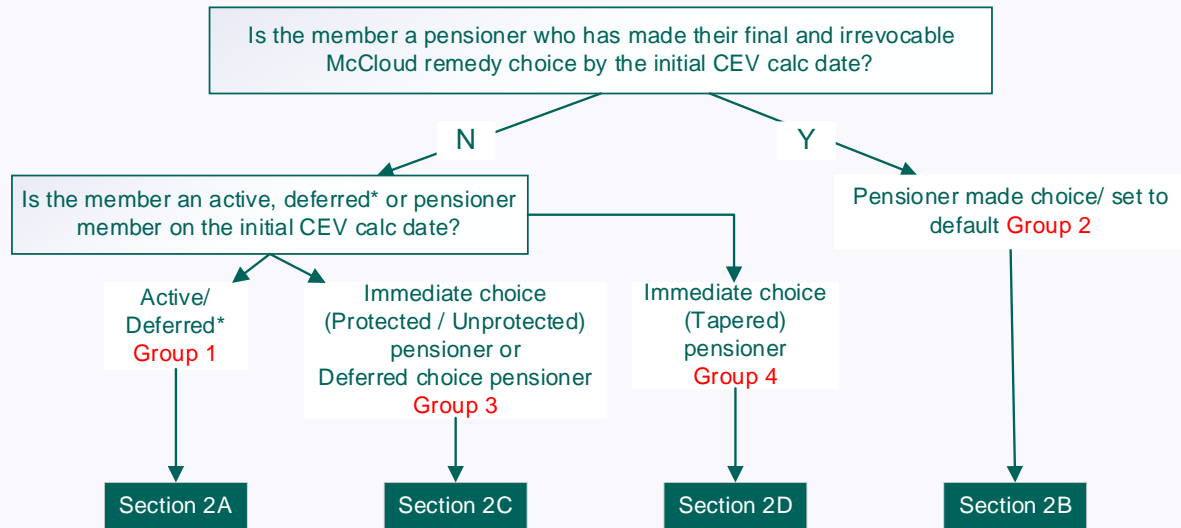 Is the member a pensioner who has made their final and irrevocable
McCloud remedy choice by the initial CEV calc date?
N
Y
Is the member an active, deferred* or pensioner
member on the initial CEV calc date?
Pensioner made choice/ set to
default Group 2
Active/
Deferred*
Group 1
Immediate choice
(Protected / Unprotected)
pensioner or
Deferred choice pensioner
Group 3
Immediate choice
(Tapered)
pensioner
Group 4
Section 2A
Section 2C
Section 2D
Section 2B